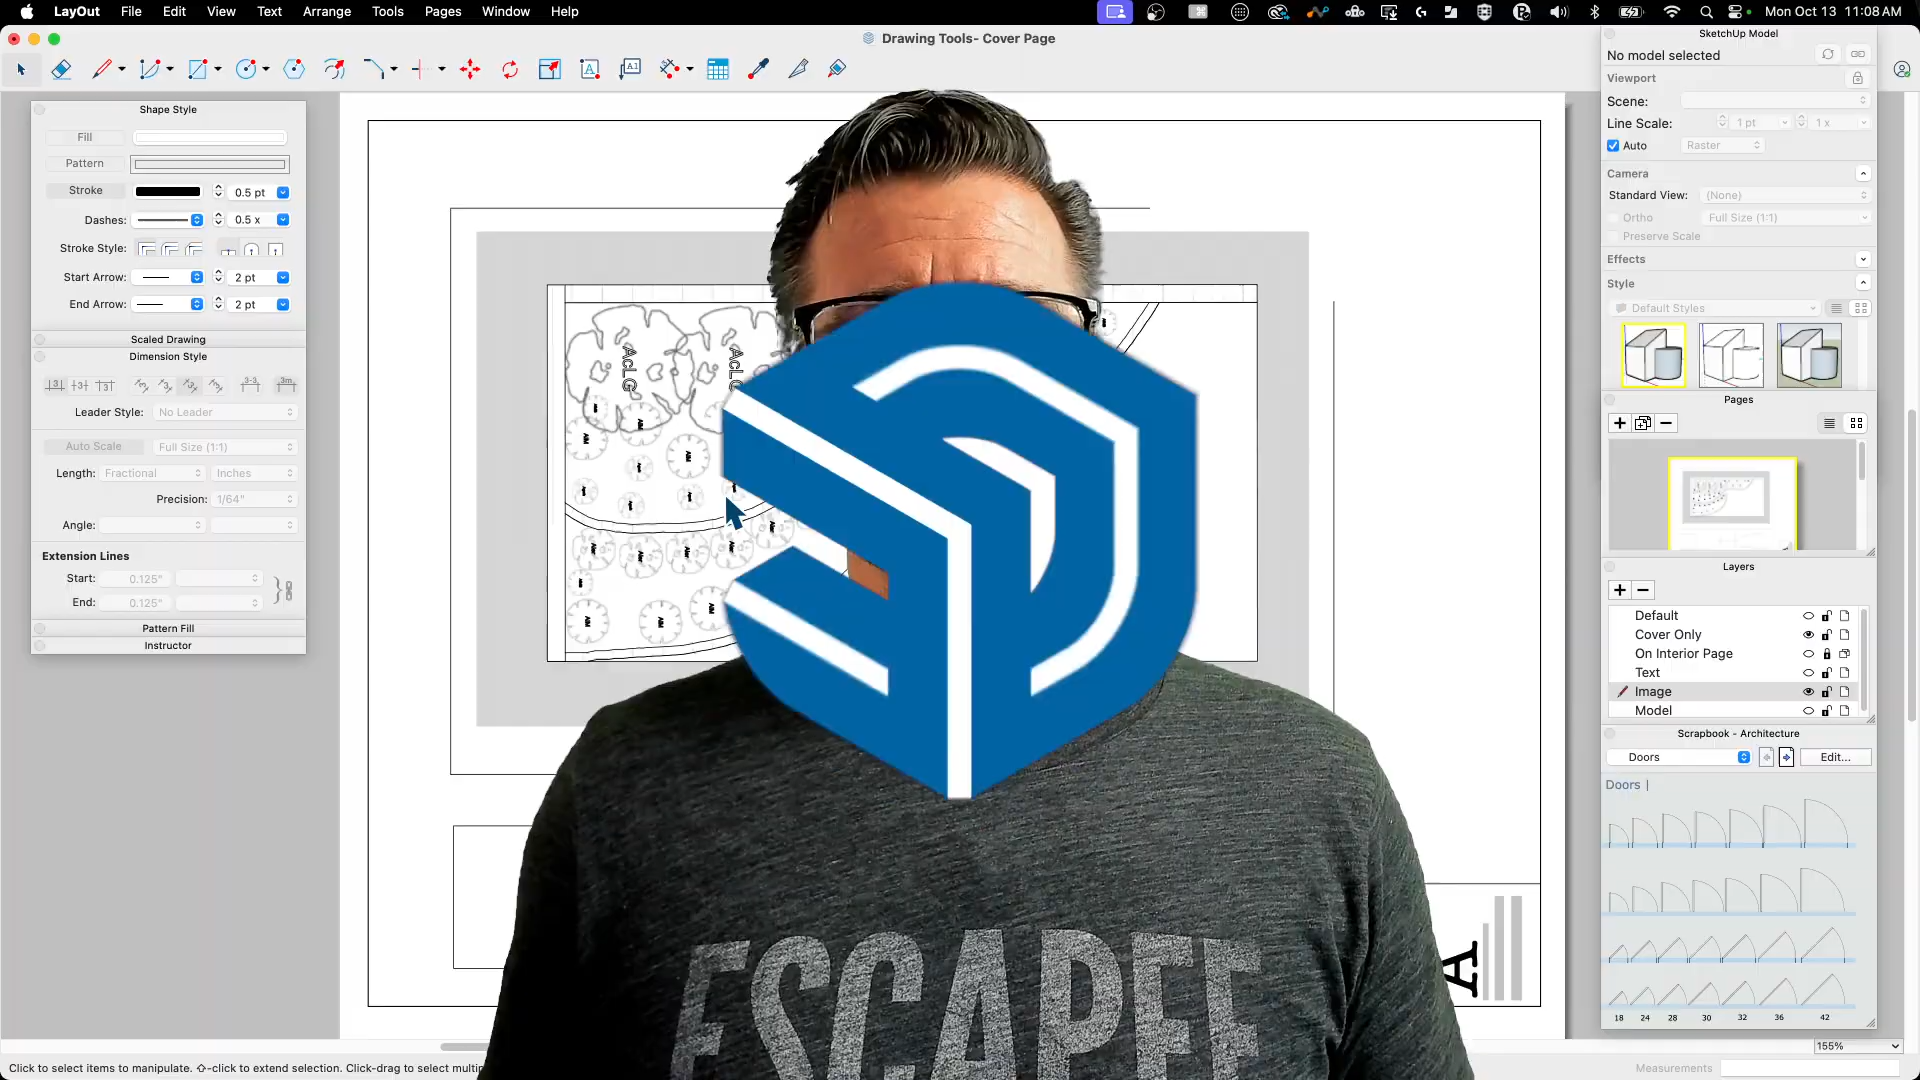 LayOut File Edit View Text Arrange Tools Pages Window Help
Mon Oct 13 11:08 AM
Drawing Tools- Cover Page
Shape Style
Fill
Pattern
Stroke 0.5 pt
Dashes: 0.5 x
Stroke Style:
Start Arrow: 2 pt
End Arrow: 2 pt
Scaled Drawing
Dimension Style
Leader Style: No Leader
Auto Scale Full Size (1:1)
Length: Fractional Inches
Precision: 1/64"
Angle:
Extension Lines
Start: 0.125"
End: 0.125"
Pattern Fill
Instructor
AcLG
AcLG
ESCAPEE
A
SketchUp Model
No model selected
Viewport
Scene:
Line Scale: 1 pt 1 x
Auto Raster
Camera
Standard View: (None)
Ortho Full Size (1:1)
Preserve Scale
Effects
Style
Default Styles
Pages
Layers
Default
Cover Only
On Interior Page
Text
Image
Model
Scrapbook - Architecture
Doors Edit...
Doors |
18 24 28 30 32 36 42
155%
Click to select items to manipulate. ⇧-click to extend selection. Click-drag to select multip
Measurements